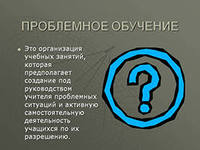 ПРОБЛЕМНОЕ ОБУЧЕНИЕ
• Это организация
учебных занятий,
которая
предполагает
создание под
руководством
учителя проблемных
ситуаций и активную
самостоятельную
деятельность
учащихся по их
разрешению.
?